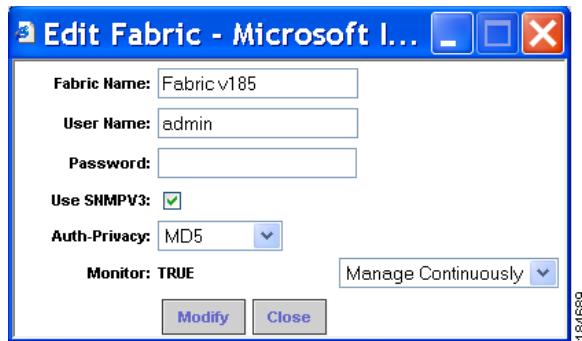 Edit Fabric - Microsoft I...
Fabric Name: Fabric v185
User Name: admin
Password:
Use SNMPV3:
Auth-Privacy: MD5
Monitor: TRUE Manage Continuously
Modify Close
184689